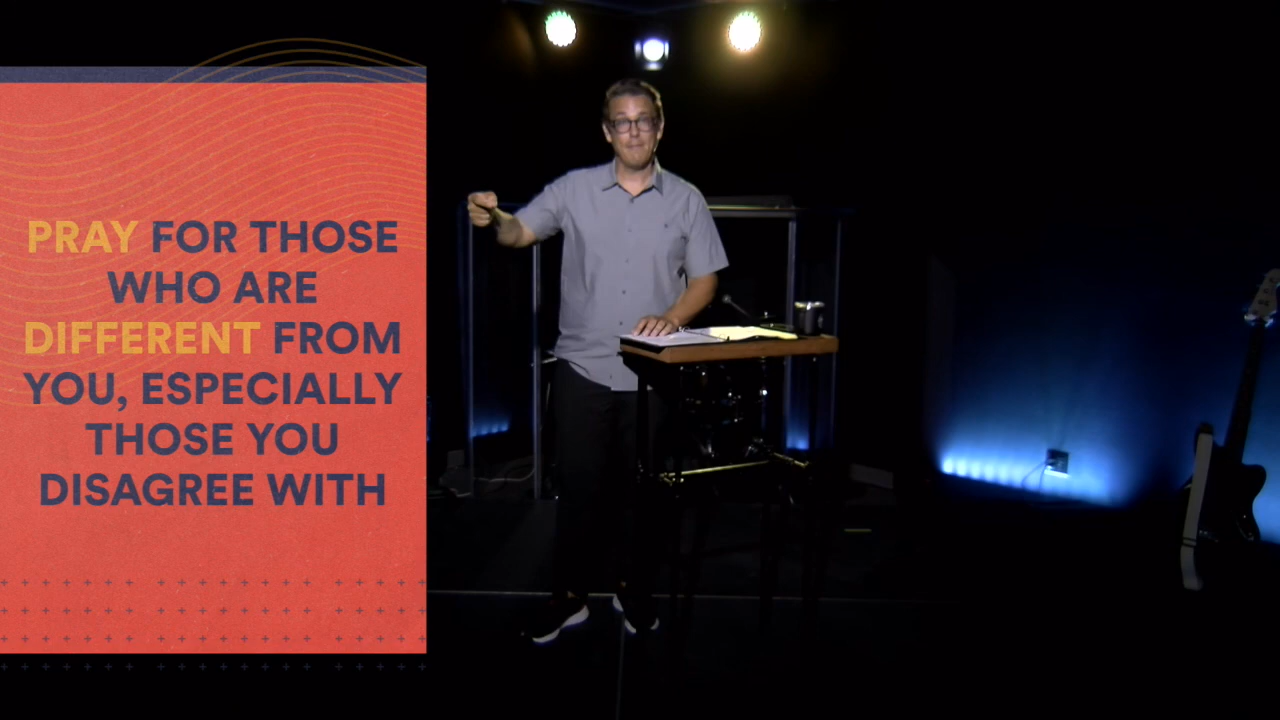 PRAY FOR THOSE
WHO ARE
DIFFERENT FROM
YOU, ESPECIALLY
THOSE YOU
DISAGREE WITH